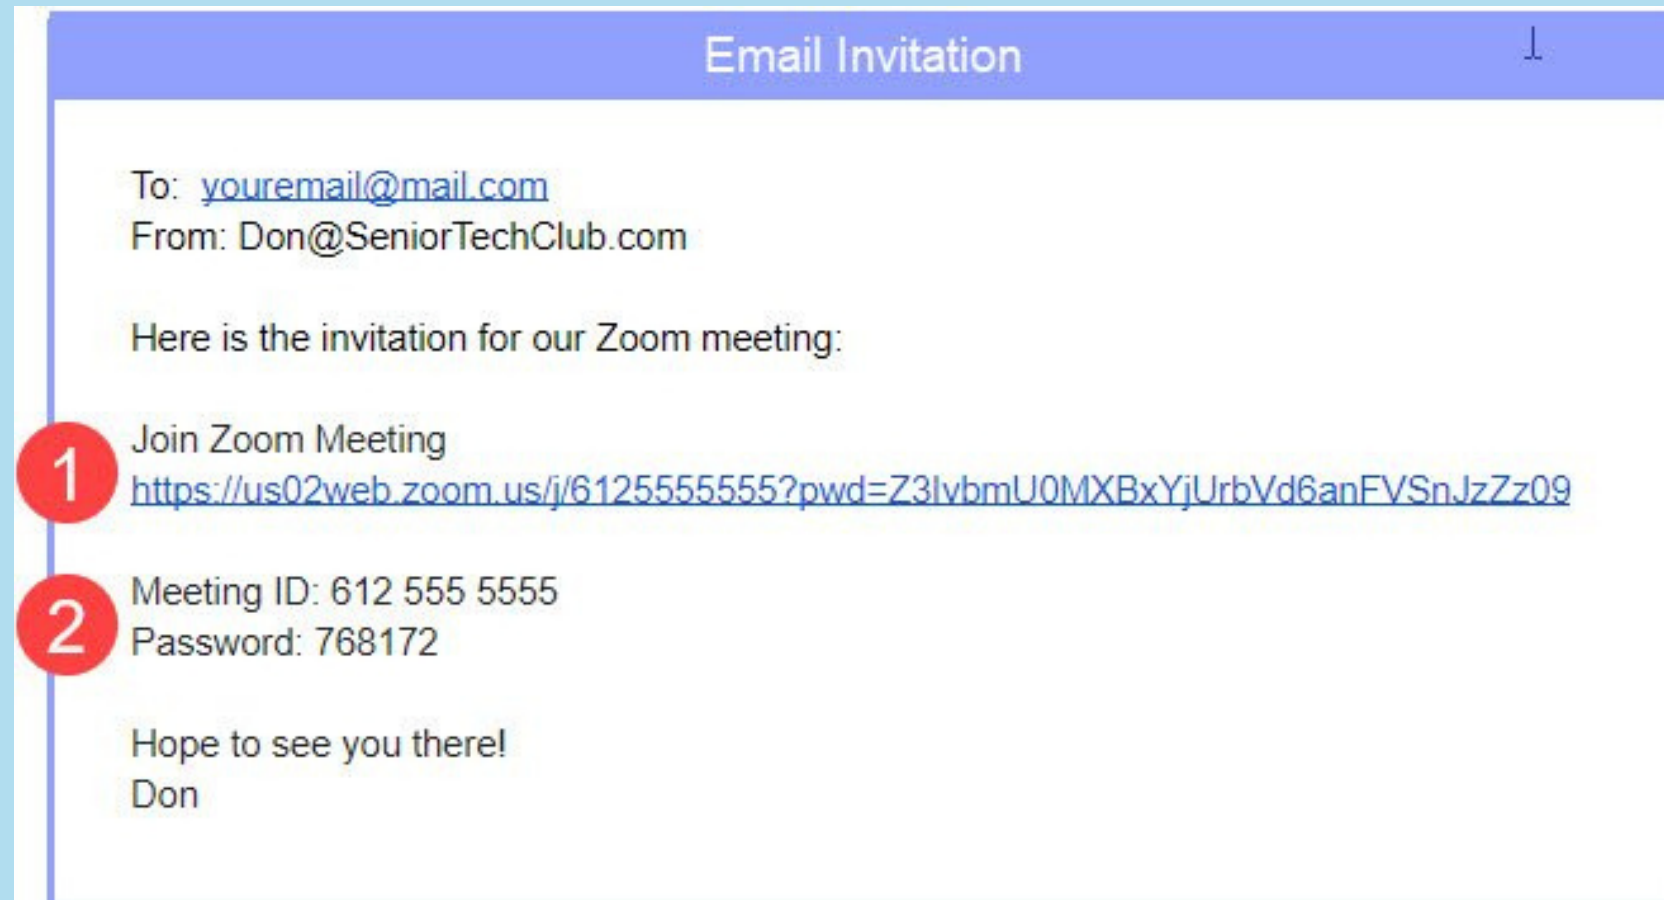 Email Invitation
To: youremail@mail.com
From: Don@SeniorTechClub.com
Here is the invitation for our Zoom meeting:
1
Join Zoom Meeting
https://us02web.zoom.us/j/6125555555?pwd=Z3IvbmU0MXBxYjUrbVd6anFVSnJzZz09
2
Meeting ID: 612 555 5555
Password: 768172
Hope to see you there!
Don